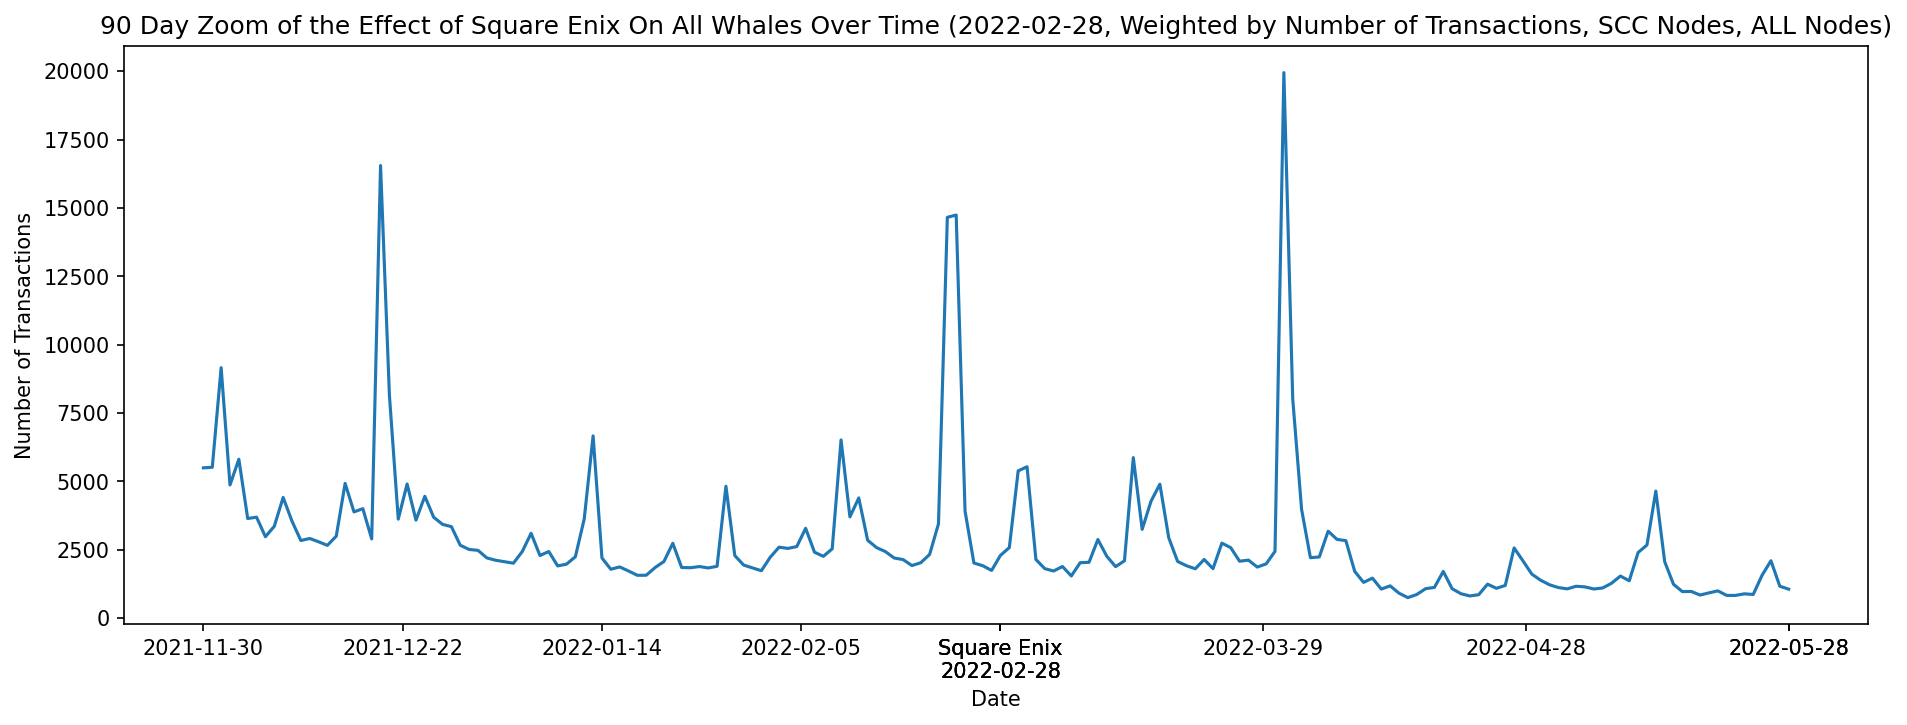 90 Day Zoom of the Effect of Square Enix On All Whales Over Time (2022-02-28, Weighted by Number of Transactions, SCC Nodes, ALL Nodes)
Number of Transactions
20000
17500
15000
12500
10000
7500
5000
2500
0
2021-11-30 2021-12-22 2022-01-14 2022-02-05 Square Enix 2022-03-29 2022-04-28 2022-05-28
2022-02-28
Date